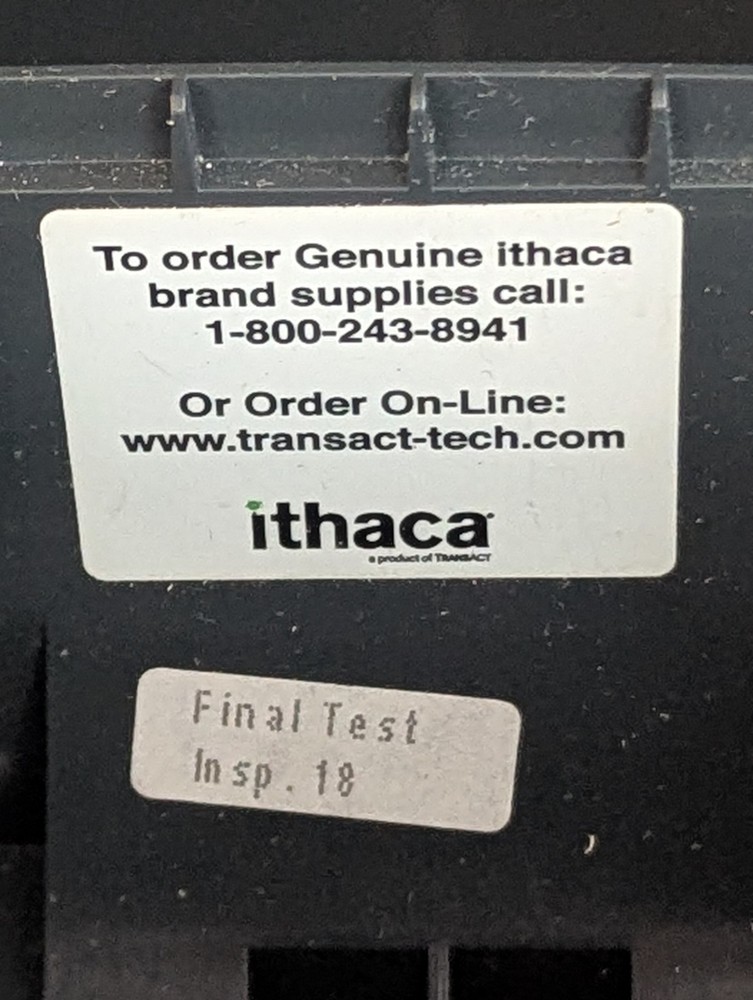 To order Genuine ithaca
brand supplies call:
1-800-243-8941
Or Order On-Line:
www.transact-tech.com
ithaca
a product of TRANSACT
Final Test
Insp. 18